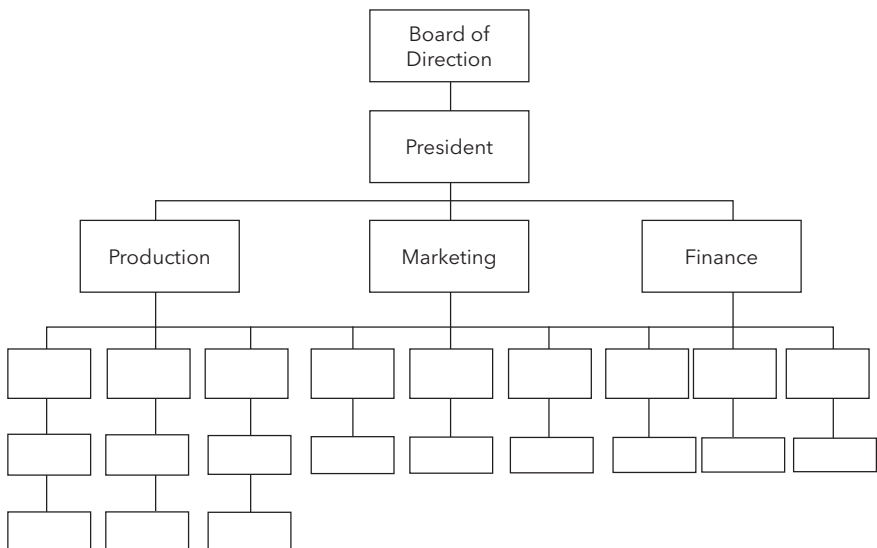 Board of
Direction
President
Production
Marketing
Finance